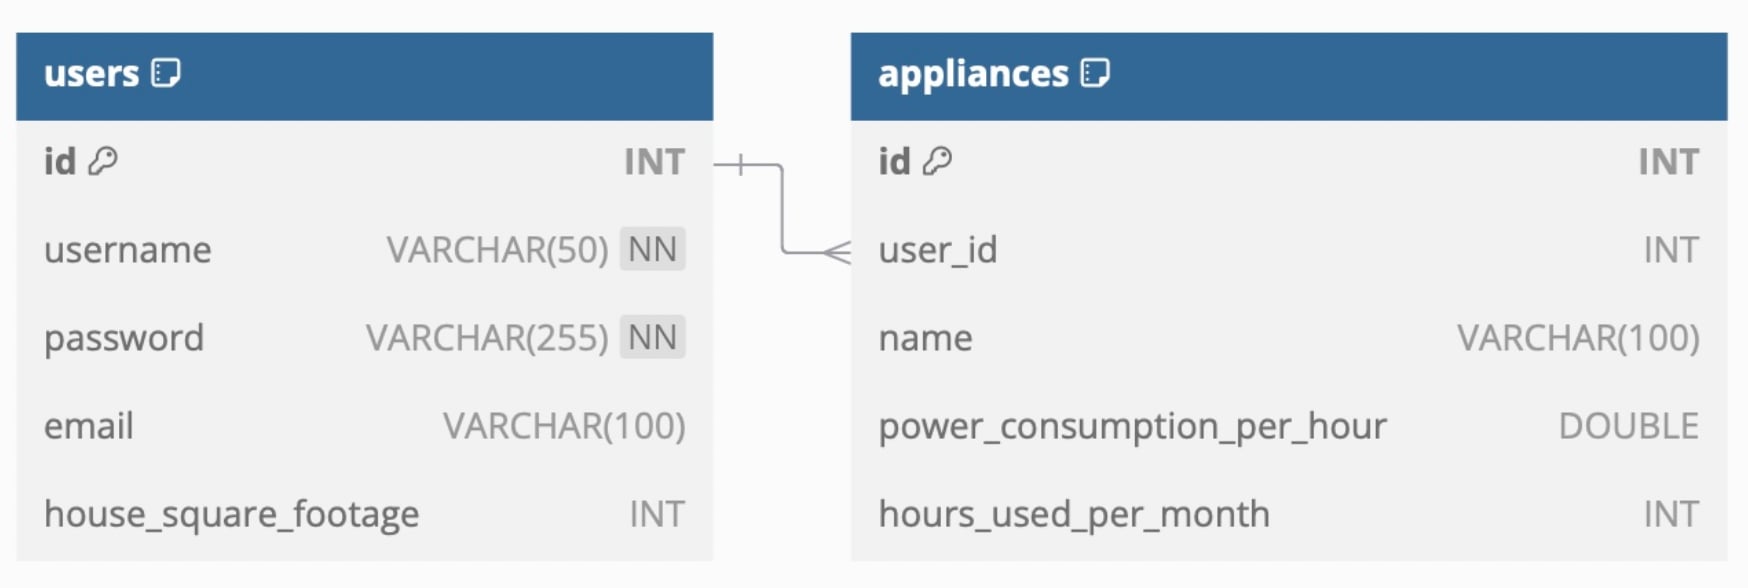 users
id INT
username VARCHAR(50) NN
password VARCHAR(255) NN
email VARCHAR(100)
house_square_footage INT
appliances
id INT
user_id INT
name VARCHAR(100)
power_consumption_per_hour DOUBLE
hours_used_per_month INT